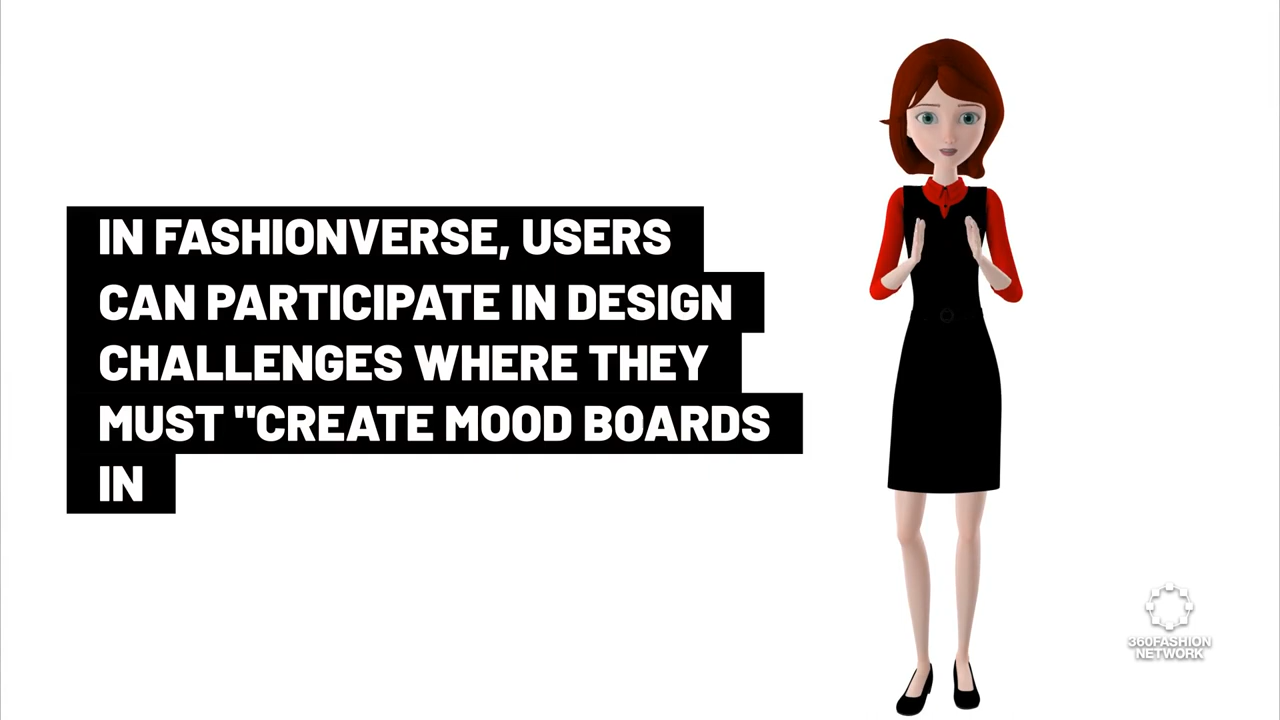 IN FASHIONVERSE, USERS
CAN PARTICIPATE IN DESIGN
CHALLENGES WHERE THEY
MUST "CREATE MOOD BOARDS
IN
360FASHION
NETWORK